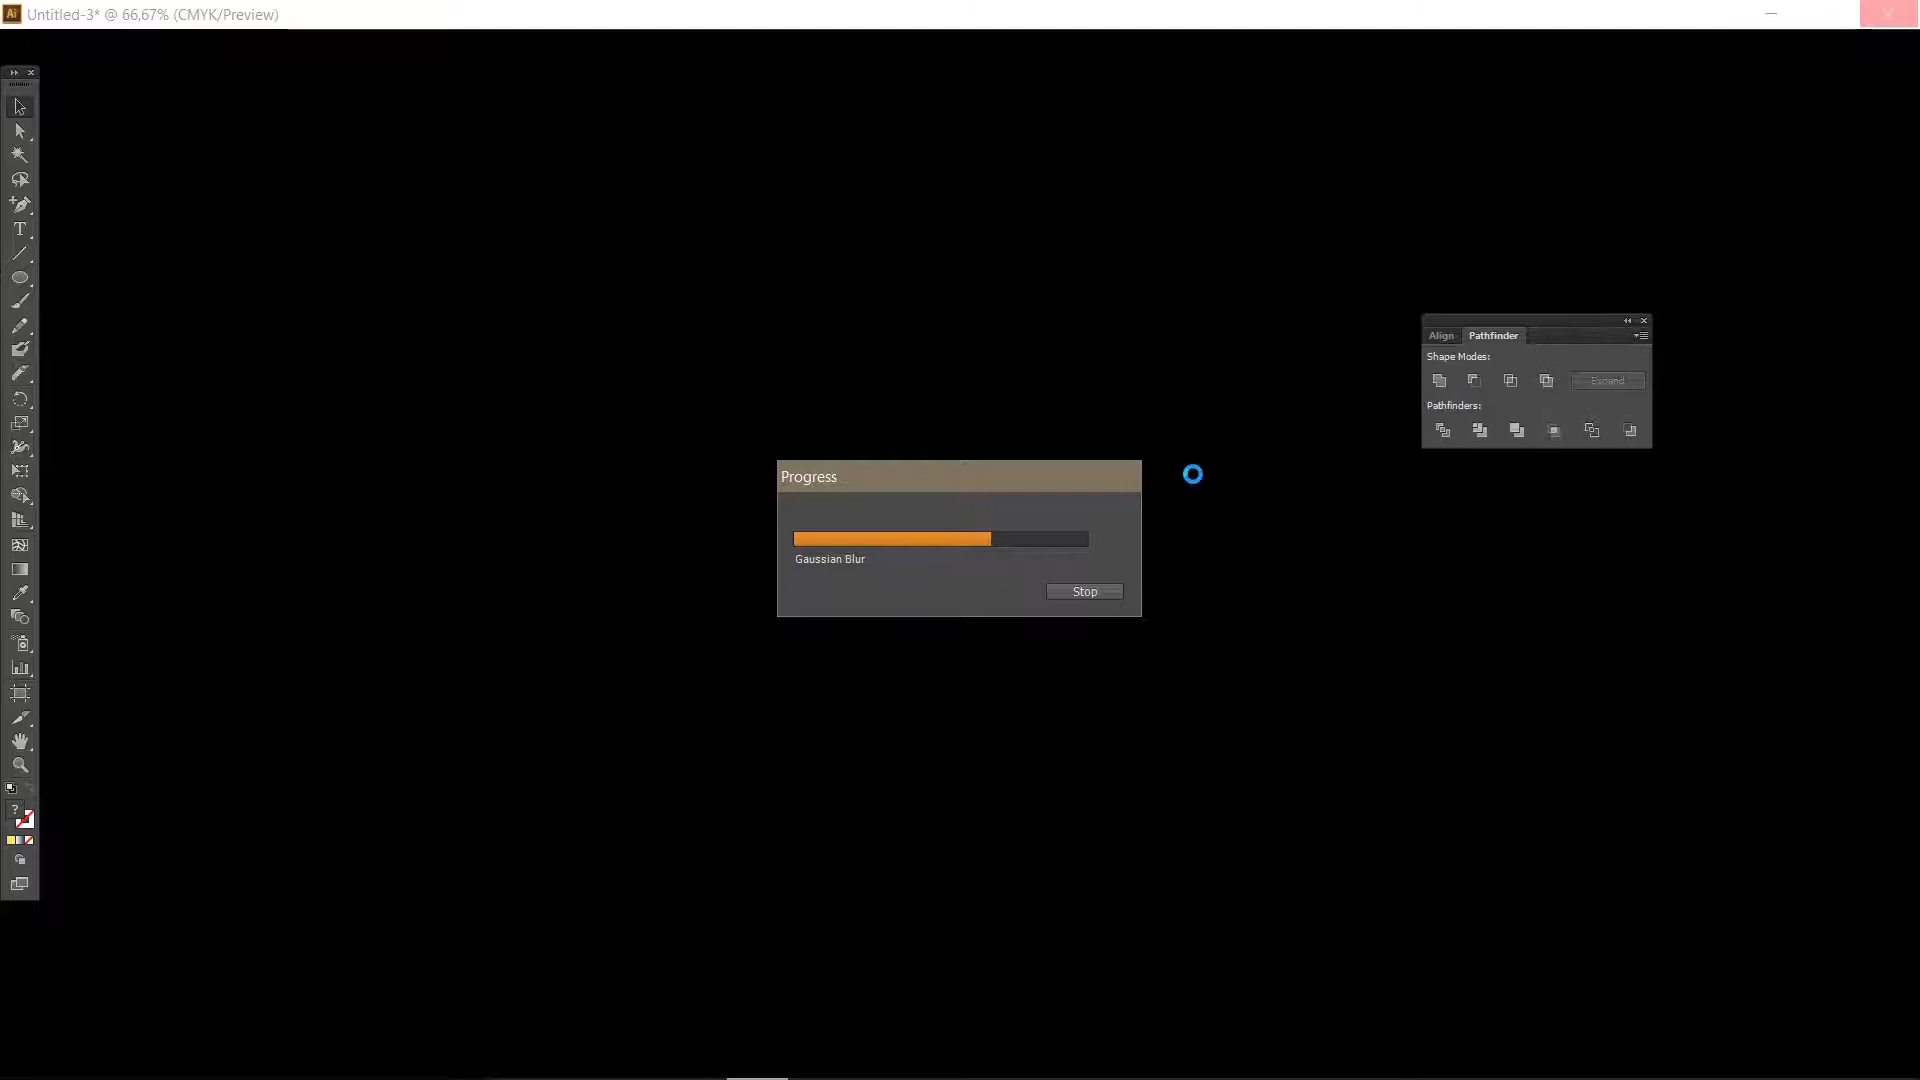 Ai Untitled-3* @ 66,67% (CMYK/Preview)
T
Align Pathfinder
Shape Modes:
Expand
Pathfinders:
Progress
Gaussian Blur
Stop
?